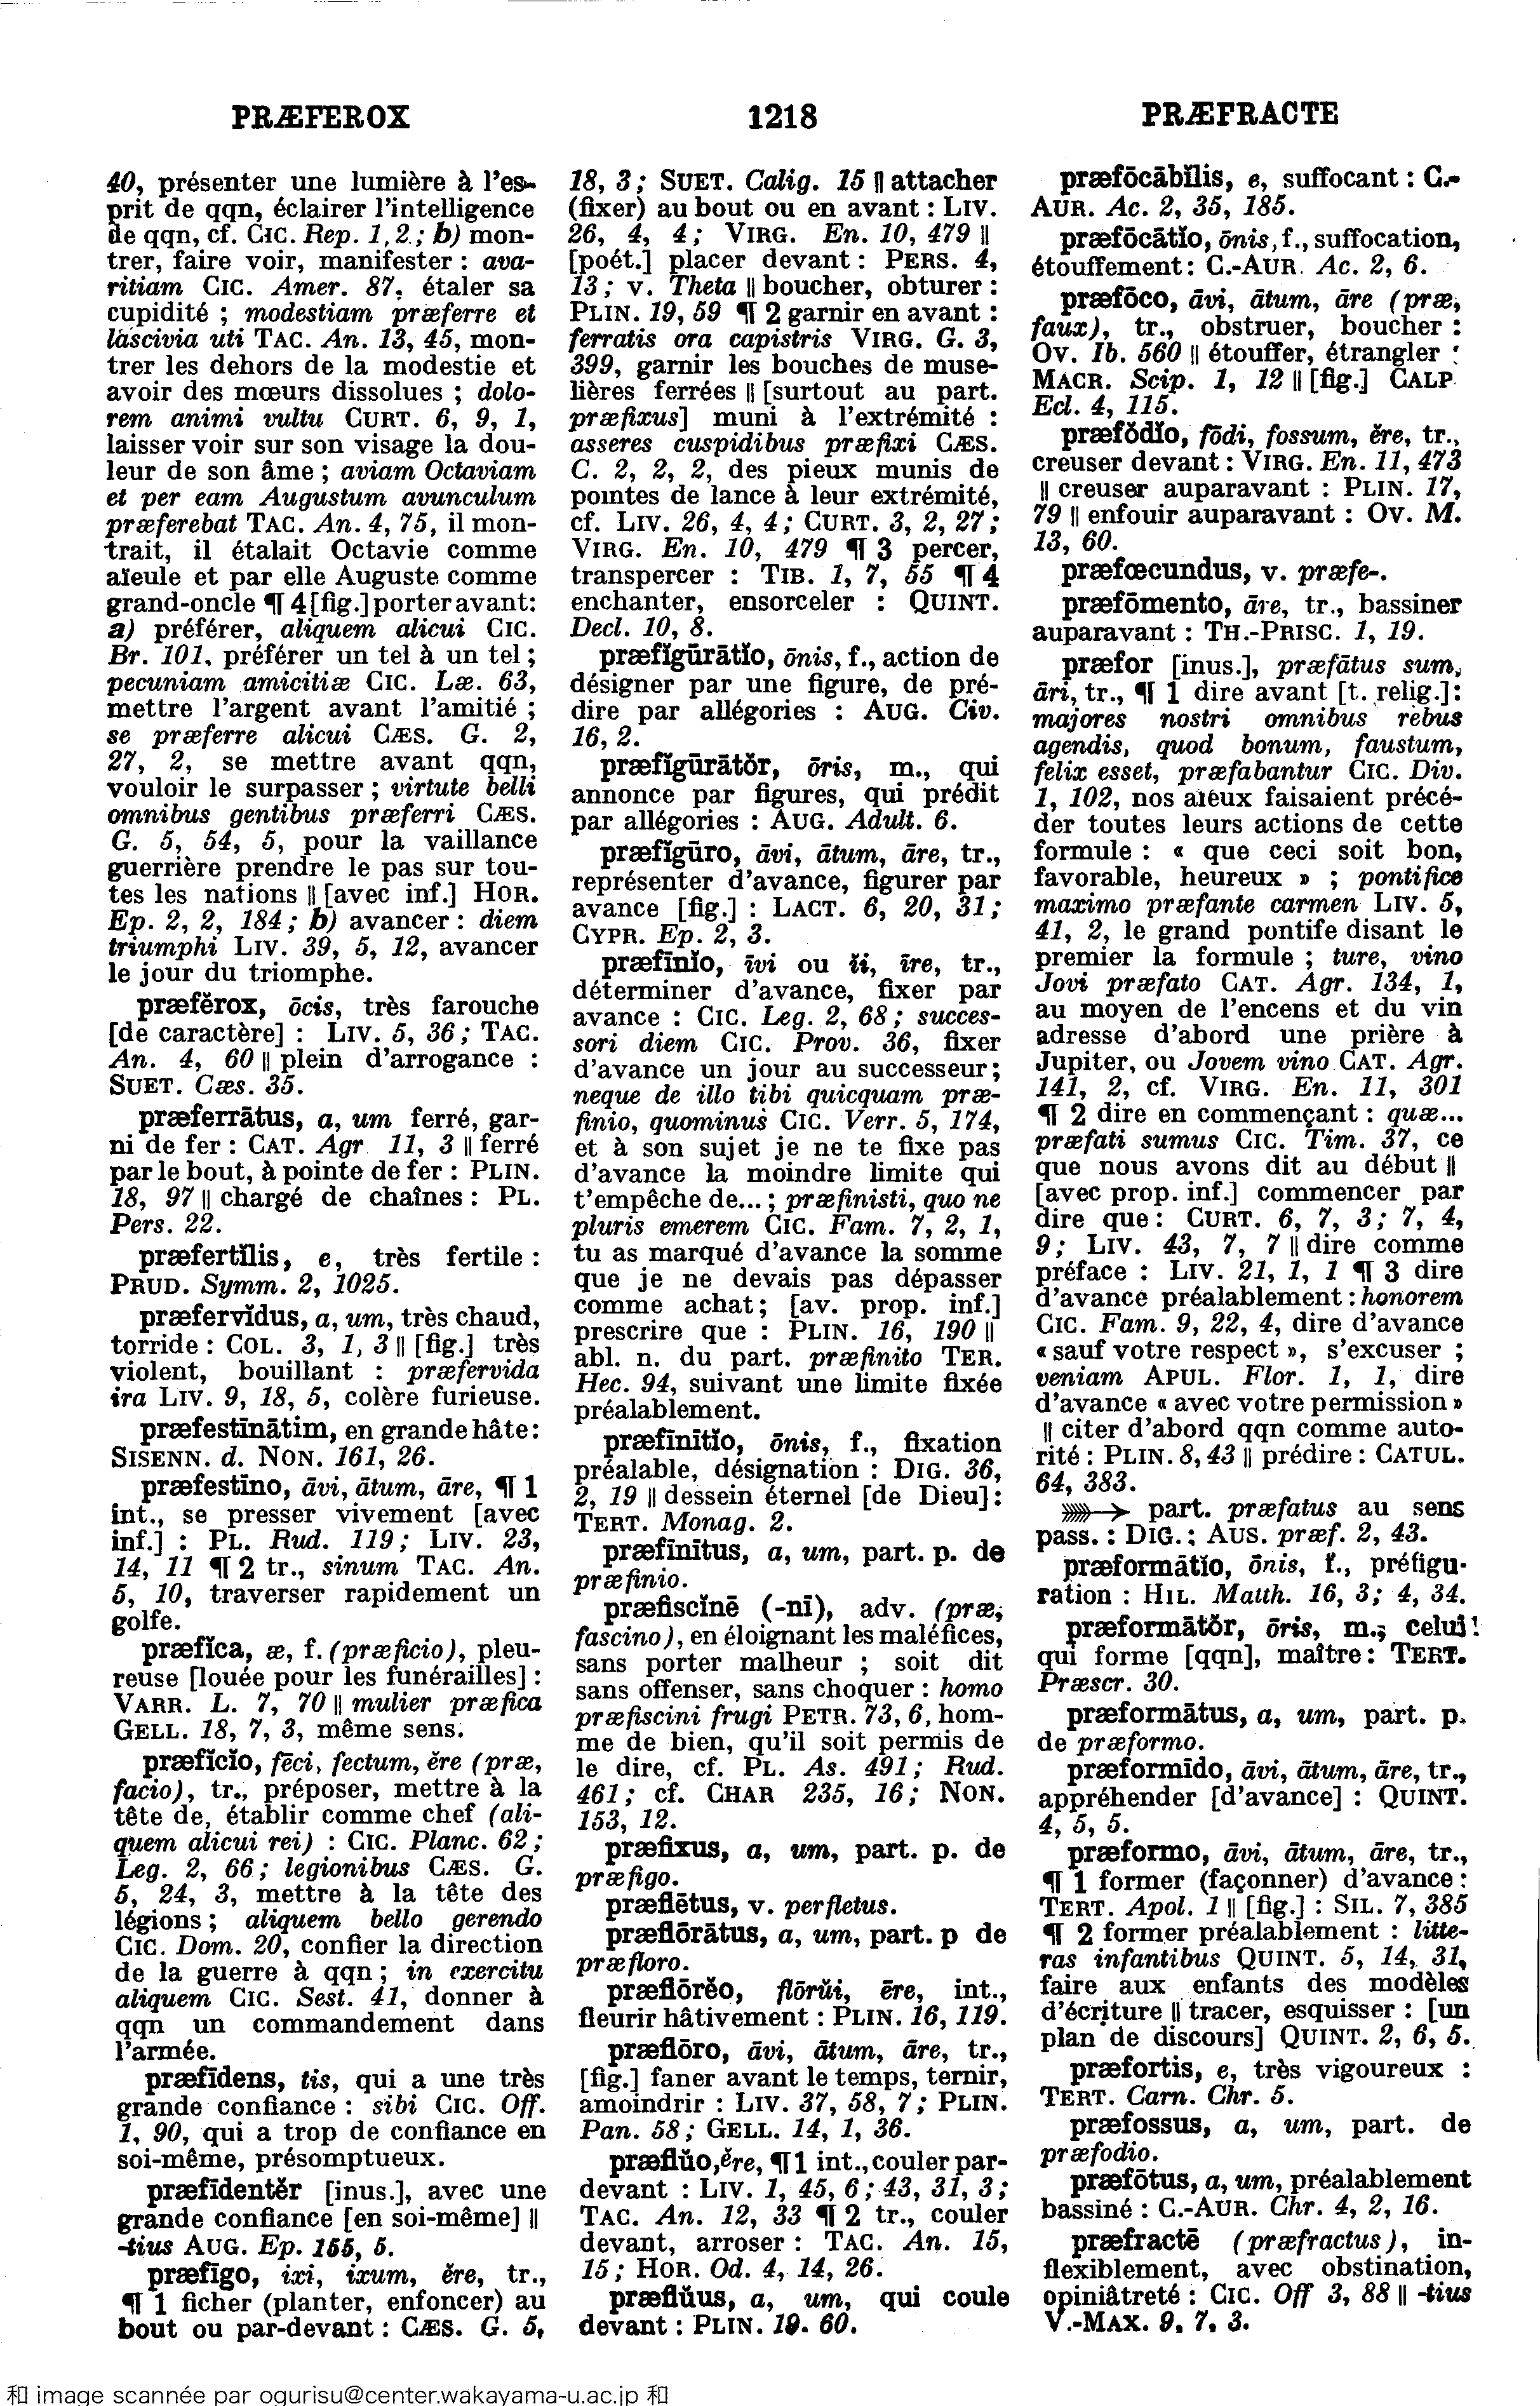 PRÆFEROX
1218
PRÆFRACTE
40, présenter une lumière à l'es-
prit de qqn, éclairer l'intelligence
de qqn, cf. CIC. Rep. 1, 2.; b) mon-
trer, faire voir, manifester : ava-
ritiam CIC. Amer. 87, étaler sa
cupidité ; modestiam præferre et
lascivia uti TAC. An. 13, 45, mon-
trer les dehors de la modestie et
avoir des mœurs dissolues ; dolo-
rem animi vultu CURT. 6, 9, 1,
laisser voir sur son visage la dou-
leur de son âme ; aviam Octaviam
et per eam Augustum avunculum
præferebat TAC. An. 4, 75, il mon-
trait, il étalait Octavie comme
aïeule et par elle Auguste comme
grand-oncle ¶ 4 [fig.] porter avant:
a) préférer, aliquem alicui CIC.
Br. 101, préférer un tel à un tel ;
pecuniam amicitiæ CIC. Læ. 63,
mettre l'argent avant l'amitié ;
se præferre alicui CÆS. G. 2,
27, 2, se mettre avant qqn,
vouloir le surpasser ; virtute belli
omnibus gentibus præferri CÆS.
G. 5, 54, 5, pour la vaillance
guerrière prendre le pas sur tou-
tes les nations ‖ [avec inf.] HOR.
Ep. 2, 2, 184 ; b) avancer : diem
triumphi LIV. 39, 5, 12, avancer
le jour du triomphe.
præfĕrox, ōcis, très farouche
[de caractère] : LIV. 5, 36 ; TAC.
An. 4, 60 ‖ plein d'arrogance :
SUET. Cæs. 35.
præferrātus, a, um ferré, gar-
ni de fer : CAT. Agr 11, 3 ‖ ferré
par le bout, à pointe de fer : PLIN.
18, 97 ‖ chargé de chaînes : PL.
Pers. 22.
præfertĭlis, e, très fertile :
PRUD. Symm. 2, 1025.
præfervĭdus, a, um, très chaud,
torride : COL. 3, 1, 3 ‖ [fig.] très
violent, bouillant : præfervida
ira LIV. 9, 18, 5, colère furieuse.
præfestīnātim, en grande hâte :
SISENN. d. NON. 161, 26.
præfestīno, āvi, ātum, āre, ¶ 1
int., se presser vivement [avec
inf.] : PL. Rud. 119 ; LIV. 23,
14, 11 ¶ 2 tr., sinum TAC. An.
5, 10, traverser rapidement un
golfe.
præfĭca, æ, f. (præficio), pleu-
reuse [louée pour les funérailles] :
VARR. L. 7, 70 ‖ mulier præfica
GELL. 18, 7, 3, même sens.
præfĭcĭo, fēci, fectum, ĕre (præ,
facio), tr., préposer, mettre à la
tête de, établir comme chef (ali-
quem alicui rei) : CIC. Planc. 62 ;
Leg. 2, 66 ; legionibus CÆS. G.
5, 24, 3, mettre à la tête des
légions ; aliquem bello gerendo
CIC. Dom. 20, confier la direction
de la guerre à qqn ; in exercitu
aliquem CIC. Sest. 41, donner à
qqn un commandement dans
l'armée.
præfīdens, tis, qui a une très
grande confiance : sibi CIC. Off.
1, 90, qui a trop de confiance en
soi-même, présomptueux.
præfīdentĕr [inus.], avec une
grande confiance [en soi-même] ‖
-tius AUG. Ep. 155, 5.
præfīgo, ixi, ixum, ĕre, tr.,
¶ 1 ficher (planter, enfoncer) au
bout ou par-devant : CÆS. G. 5,
18, 3 ; SUET. Calig. 15 ‖ attacher
(fixer) au bout ou en avant : LIV.
26, 4, 4 ; VIRG. En. 10, 479 ‖
[poét.] placer devant : PERS. 4,
13 ; v. Theta ‖ boucher, obturer :
PLIN. 19, 59 ¶ 2 garnir en avant :
ferratis ora capistris VIRG. G. 3,
399, garnir les bouches de muse-
lières ferrées ‖ [surtout au part.
præfixus] muni à l'extrémité :
asseres cuspidibus præfixi CÆS.
C. 2, 2, 2, des pieux munis de
pointes de lance à leur extrémité,
cf. LIV. 26, 4, 4 ; CURT. 3, 2, 27 ;
VIRG. En. 10, 479 ¶ 3 percer,
transpercer : TIB. 1, 7, 55 ¶ 4
enchanter, ensorceler : QUINT.
Decl. 10, 8.
præfĭgūrātĭo, ōnis, f., action de
désigner par une figure, de pré-
dire par allégories : AUG. Civ.
16, 2.
præfĭgūrātŏr, ōris, m., qui
annonce par figures, qui prédit
par allégories : AUG. Adult. 6.
præfĭgūro, āvi, ātum, āre, tr.,
représenter d'avance, figurer par
avance [fig.] : LACT. 6, 20, 31 ;
CYPR. Ep. 2, 3.
præfīnĭo, īvi ou ĭi, īre, tr.,
déterminer d'avance, fixer par
avance : CIC. Leg. 2, 68 ; succes-
sori diem CIC. Prov. 36, fixer
d'avance un jour au successeur ;
neque de illo tibi quicquam præ-
finio, quominus CIC. Verr. 5, 174,
et à son sujet je ne te fixe pas
d'avance la moindre limite qui
t'empêche de... ; præfinisti, quo ne
pluris emerem CIC. Fam. 7, 2, 1,
tu as marqué d'avance la somme
que je ne devais pas dépasser
comme achat ; [av. prop. inf.]
prescrire que : PLIN. 16, 190 ‖
abl. n. du part. præfinito TER.
Hec. 94, suivant une limite fixée
préalablement.
præfīnītĭo, ōnis, f., fixation
préalable, désignation : DIG. 36,
2, 19 ‖ dessein éternel [de Dieu] :
TERT. Monag. 2.
præfīnītus, a, um, part. p. de
præfinio.
præfiscĭnē (-nī), adv. (præ,
fascino), en éloignant les maléfices,
sans porter malheur ; soit dit
sans offenser, sans choquer : homo
præfiscini frugi PETR. 73, 6, hom-
me de bien, qu'il soit permis de
le dire, cf. PL. As. 491 ; Rud.
461 ; cf. CHAR 235, 16 ; NON.
153, 12.
præfixus, a, um, part. p. de
præfigo.
præflētus, v. perfletus.
præflōrātus, a, um, part. p de
præfloro.
præflōrĕo, flōrŭi, ēre, int.,
fleurir hâtivement : PLIN. 16, 119.
præflōro, āvi, ātum, āre, tr.,
[fig.] faner avant le temps, ternir,
amoindrir : LIV. 37, 58, 7 ; PLIN.
Pan. 58 ; GELL. 14, 1, 36.
præflŭo, ĕre, ¶ 1 int., couler par-
devant : LIV. 1, 45, 6 ; 43, 31, 3 ;
TAC. An. 12, 33 ¶ 2 tr., couler
devant, arroser : TAC. An. 15,
15 ; HOR. Od. 4, 14, 26.
præflŭus, a, um, qui coule
devant : PLIN. 19. 60.
præfōcābĭlis, e, suffocant : C.-
AUR. Ac. 2, 35, 185.
præfōcātĭo, ōnis, f., suffocation,
étouffement : C.-AUR. Ac. 2, 6.
præfōco, āvi, ātum, āre (præ,
faux), tr., obstruer, boucher :
OV. Ib. 560 ‖ étouffer, étrangler :
MACR. Scip. 1, 12 ‖ [fig.] CALP
Ecl. 4, 115.
præfŏdĭo, fōdi, fossum, ĕre, tr.,
creuser devant : VIRG. En. 11, 473
‖ creuser auparavant : PLIN. 17,
79 ‖ enfouir auparavant : OV. M.
13, 60.
præfœcundus, v. præfe-.
præfōmento, āre, tr., bassiner
auparavant : TH.-PRISC. 1, 19.
præfor [inus.], præfātus sum,
āri, tr., ¶ 1 dire avant [t. relig.] :
majores nostri omnibus rebus
agendis, quod bonum, faustum,
felix esset, præfabantur CIC. Div.
1, 102, nos aïeux faisaient précé-
der toutes leurs actions de cette
formule : « que ceci soit bon,
favorable, heureux » ; pontifice
maximo præfante carmen LIV. 5,
41, 2, le grand pontife disant le
premier la formule ; ture, vino
Jovi præfato CAT. Agr. 134, 1,
au moyen de l'encens et du vin
adresse d'abord une prière à
Jupiter, ou Jovem vino CAT. Agr.
141, 2, cf. VIRG. En. 11, 301
¶ 2 dire en commençant : quæ...
præfati sumus CIC. Tim. 37, ce
que nous avons dit au début ‖
[avec prop. inf.] commencer par
dire que : CURT. 6, 7, 3 ; 7, 4,
9 ; LIV. 43, 7, 7 ‖ dire comme
préface : LIV. 21, 1, 1 ¶ 3 dire
d'avance préalablement : honorem
CIC. Fam. 9, 22, 4, dire d'avance
« sauf votre respect », s'excuser ;
veniam APUL. Flor. 1, 1, dire
d'avance « avec votre permission »
‖ citer d'abord qqn comme auto-
rité : PLIN. 8, 43 ‖ prédire : CATUL.
64, 383.
part. præfatus au sens
pass. : DIG. ; AUS. præf. 2, 43.
præformātĭo, ōnis, f., préfigu-
ration : HIL. Matth. 16, 3 ; 4, 34.
præformātŏr, ōris, m., celui
qui forme [qqn], maître : TERT.
Præscr. 30.
præformātus, a, um, part. p.
de præformo.
præformīdo, āvi, ātum, āre, tr.,
appréhender [d'avance] : QUINT.
4, 5, 5.
præformo, āvi, ātum, āre, tr.,
¶ 1 former (façonner) d'avance :
TERT. Apol. 1 ‖ [fig.] : SIL. 7, 385
¶ 2 former préalablement : litte-
ras infantibus QUINT. 5, 14, 31,
faire aux enfants des modèles
d'écriture ‖ tracer, esquisser : [un
plan de discours] QUINT. 2, 6, 5.
præfortis, e, très vigoureux :
TERT. Carn. Chr. 5.
præfossus, a, um, part. de
præfodio.
præfōtus, a, um, préalablement
bassiné : C.-AUR. Chr. 4, 2, 16.
præfractē (præfractus), in-
flexiblement, avec obstination,
opiniâtreté : CIC. Off 3, 88 ‖ -tius
V.-MAX. 9, 7, 3.
和 image scannée par ogurisu@center.wakayama-u.ac.jp 和